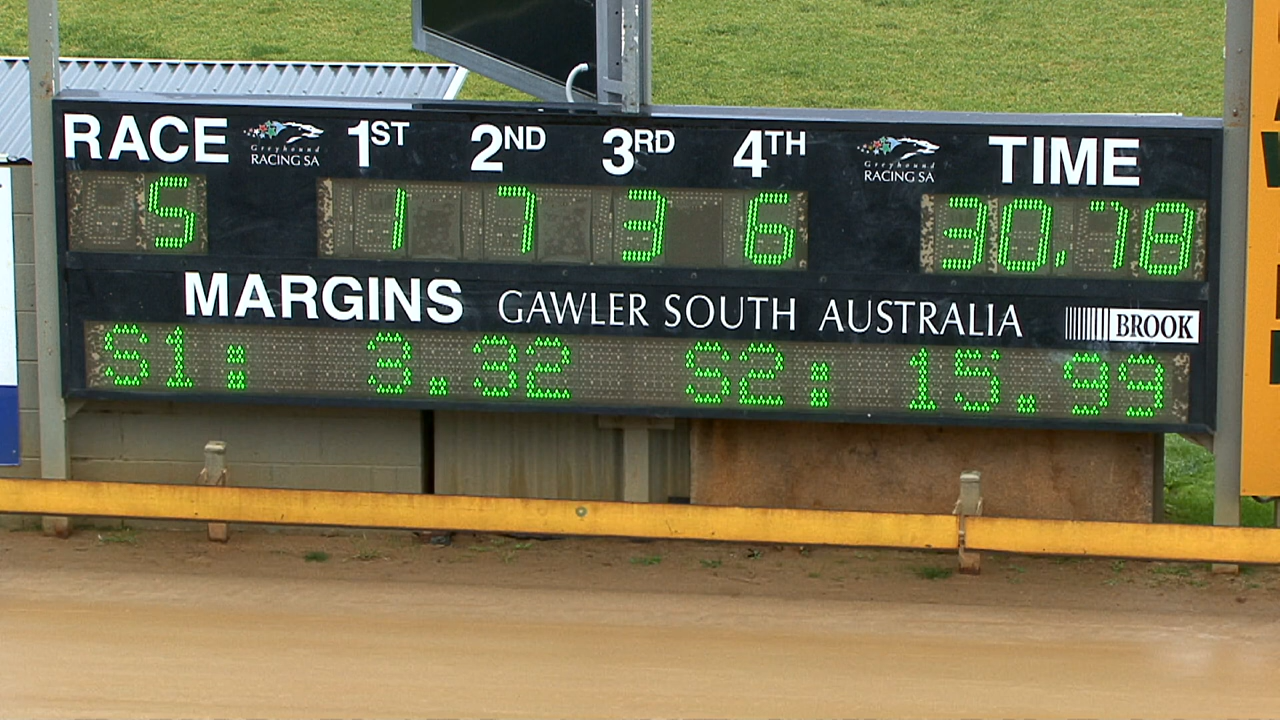 RACE Greyhound RACING SA 1ST 2ND 3RD 4TH Greyhound RACING SA TIME
5 1 7 3 6 30.78
MARGINS GAWLER SOUTH AUSTRALIA BROOK
S1: 3.32 S2: 15.99